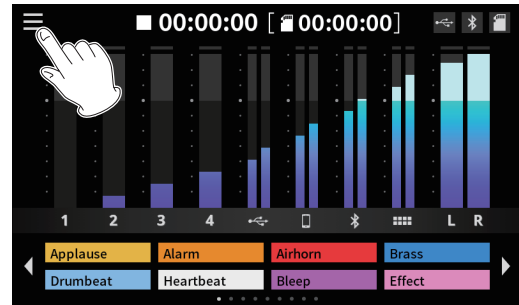 00:00:00 [ 00:00:00]
1 2 3 4 L R
Applause Alarm Airhorn Brass
Drumbeat Heartbeat Bleep Effect